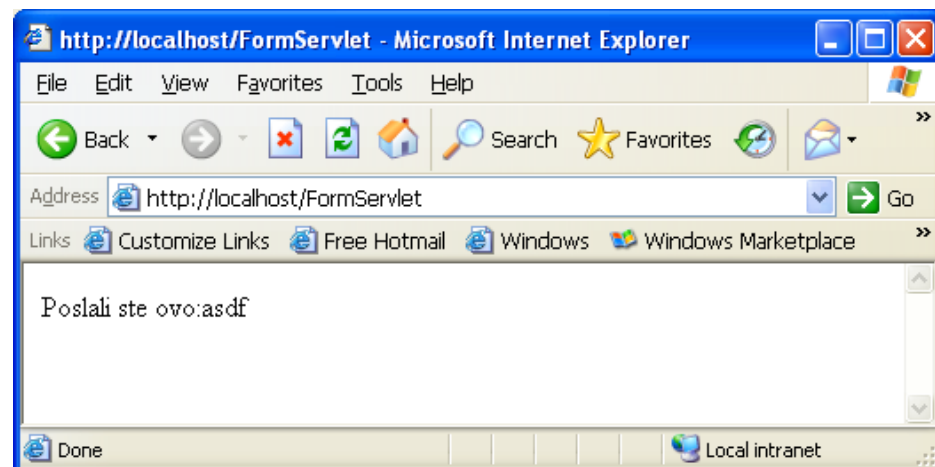 http://localhost/FormServlet - Microsoft Internet Explorer
File Edit View Favorites Tools Help
Back Search Favorites »
Address http://localhost/FormServlet Go
Links Customize Links Free Hotmail Windows Windows Marketplace »
Poslali ste ovo:asdf
Done Local intranet